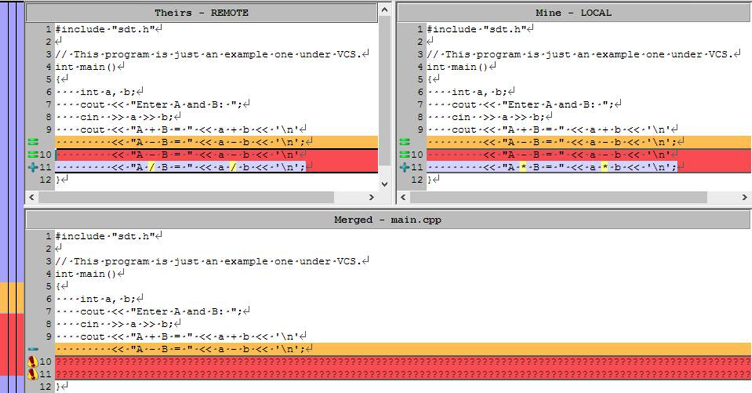 Theirs - REMOTE
1 #include "sdt.h"
2
3 // This program is just an example one under VCS.
4 int main()
5 {
6     int a, b;
7     cout << "Enter A and B: ";
8     cin >> a >> b;
9     cout << "A + B = " << a + b << '\n'
         << "A - B = " << a - b << '\n';
10          << "A - B = " << a - b << '\n'
11          << "A / B = " << a / b << '\n';
12 }
Mine - LOCAL
1 #include "sdt.h"
2
3 // This program is just an example one under VCS.
4 int main()
5 {
6     int a, b;
7     cout << "Enter A and B: ";
8     cin >> a >> b;
9     cout << "A + B = " << a + b << '\n'
         << "A - B = " << a - b << '\n';
10          << "A - B = " << a - b << '\n'
11          << "A * B = " << a * b << '\n';
12 }
Merged - main.cpp
1 #include "sdt.h"
2
3 // This program is just an example one under VCS.
4 int main()
5 {
6     int a, b;
7     cout << "Enter A and B: ";
8     cin >> a >> b;
9     cout << "A + B = " << a + b << '\n'
         << "A - B = " << a - b << '\n';
10 ????????????????????????????????????????????????????????????????????????????????????????????????????????????????
11 ????????????????????????????????????????????????????????????????????????????????????????????????????????????????
12 }